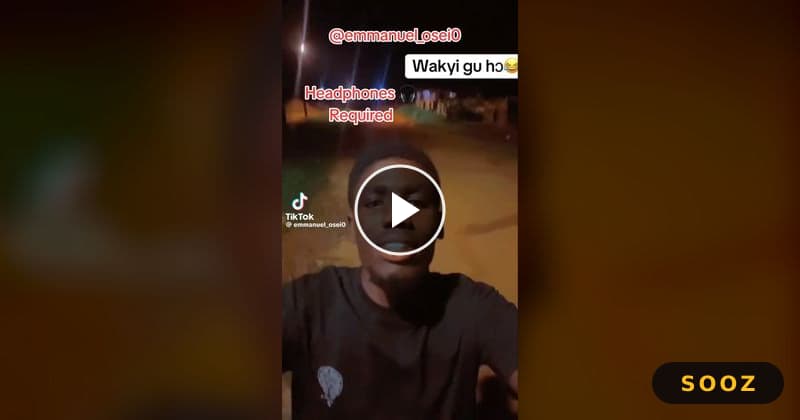 @emmanuel_osei0
Wakyi gu hɔ😂
Headphones 🎧
Required
TikTok
@ emmanuel_osei0
SOOZ